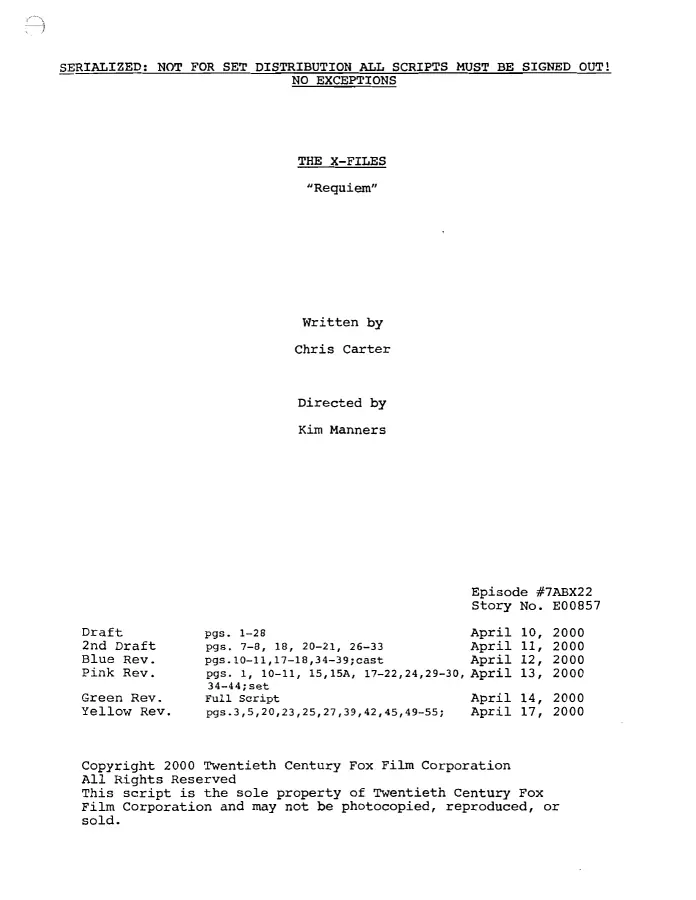 SERIALIZED: NOT FOR SET DISTRIBUTION ALL SCRIPTS MUST BE SIGNED OUT!
NO EXCEPTIONS
THE X-FILES
"Requiem"
Written by
Chris Carter
Directed by
Kim Manners
Episode #7ABX22
Story No. E00857
Draft pgs. 1-28 April 10, 2000
2nd Draft pgs. 7-8, 18, 20-21, 26-33 April 11, 2000
Blue Rev. pgs.10-11,17-18,34-39;cast April 12, 2000
Pink Rev. pgs. 1, 10-11, 15,15A, 17-22,24,29-30, April 13, 2000
34-44;set
Green Rev. Full Script April 14, 2000
Yellow Rev. pgs.3,5,20,23,25,27,39,42,45,49-55; April 17, 2000
Copyright 2000 Twentieth Century Fox Film Corporation
All Rights Reserved
This script is the sole property of Twentieth Century Fox
Film Corporation and may not be photocopied, reproduced, or
sold.